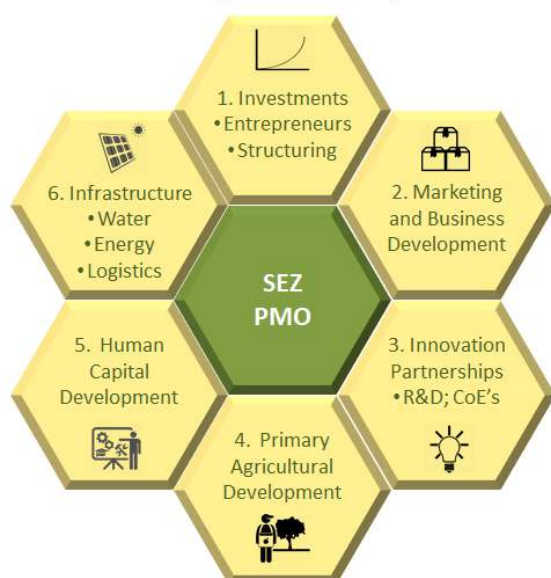 1. Investments
•Entrepreneurs
•Structuring
2. Marketing
and Business
Development
3. Innovation
Partnerships
•R&D; CoE's
4. Primary
Agricultural
Development
5. Human
Capital
Development
6. Infrastructure
•Water
•Energy
•Logistics
SEZ
PMO